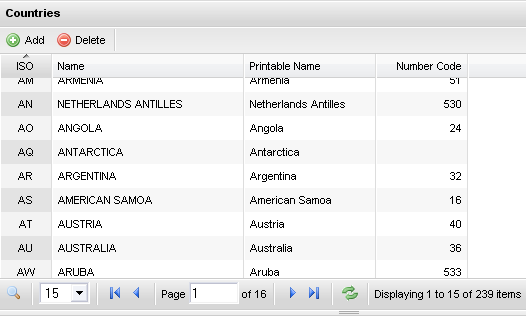 Countries
Add Delete
ISO Name Printable Name Number Code
AM ARMENIA Armenia 51
AN NETHERLANDS ANTILLES Netherlands Antilles 530
AO ANGOLA Angola 24
AQ ANTARCTICA Antarctica
AR ARGENTINA Argentina 32
AS AMERICAN SAMOA American Samoa 16
AT AUSTRIA Austria 40
AU AUSTRALIA Australia 36
AW ARUBA Aruba 533
15 Page 1 of 16 Displaying 1 to 15 of 239 items